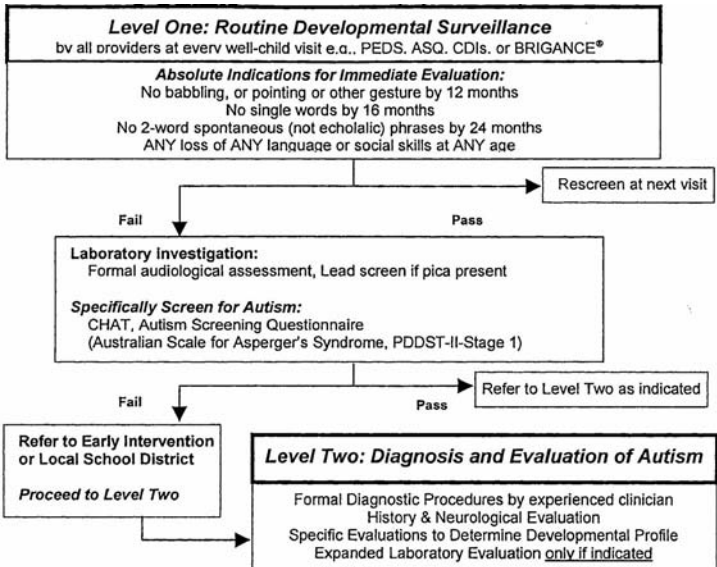 Level One: Routine Developmental Surveillance
by all providers at every well-child visit e.g., PEDS, ASQ, CDIs, or BRIGANCE®
Absolute Indications for Immediate Evaluation:
No babbling, or pointing or other gesture by 12 months
No single words by 16 months
No 2-word spontaneous (not echolalic) phrases by 24 months
ANY loss of ANY language or social skills at ANY age
Rescreen at next visit
Fail
Pass
Laboratory Investigation:
Formal audiological assessment, Lead screen if pica present
Specifically Screen for Autism:
CHAT, Autism Screening Questionnaire
(Australian Scale for Asperger's Syndrome, PDDST-II-Stage 1)
Refer to Level Two as indicated
Fail
Pass
Refer to Early Intervention
or Local School District
Proceed to Level Two
Level Two: Diagnosis and Evaluation of Autism
Formal Diagnostic Procedures by experienced clinician
History & Neurological Evaluation
Specific Evaluations to Determine Developmental Profile
Expanded Laboratory Evaluation only if indicated